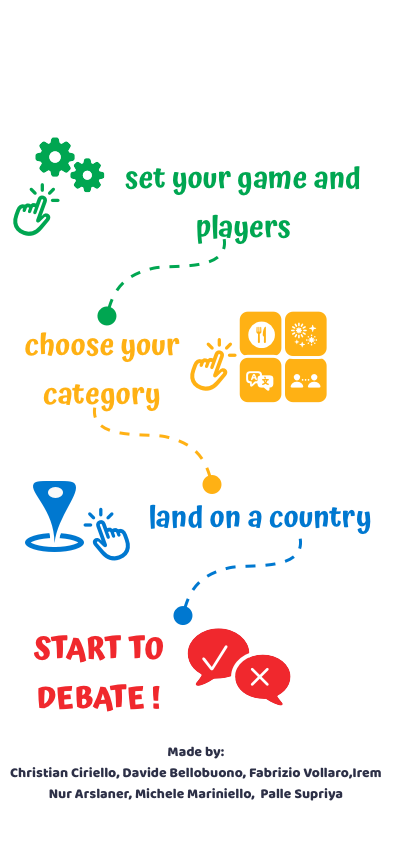 set your game and
players
choose your
category
land on a country
START TO
DEBATE !
Made by:
Christian Ciriello, Davide Bellobuono, Fabrizio Vollaro,Irem
Nur Arslaner, Michele Mariniello, Palle Supriya